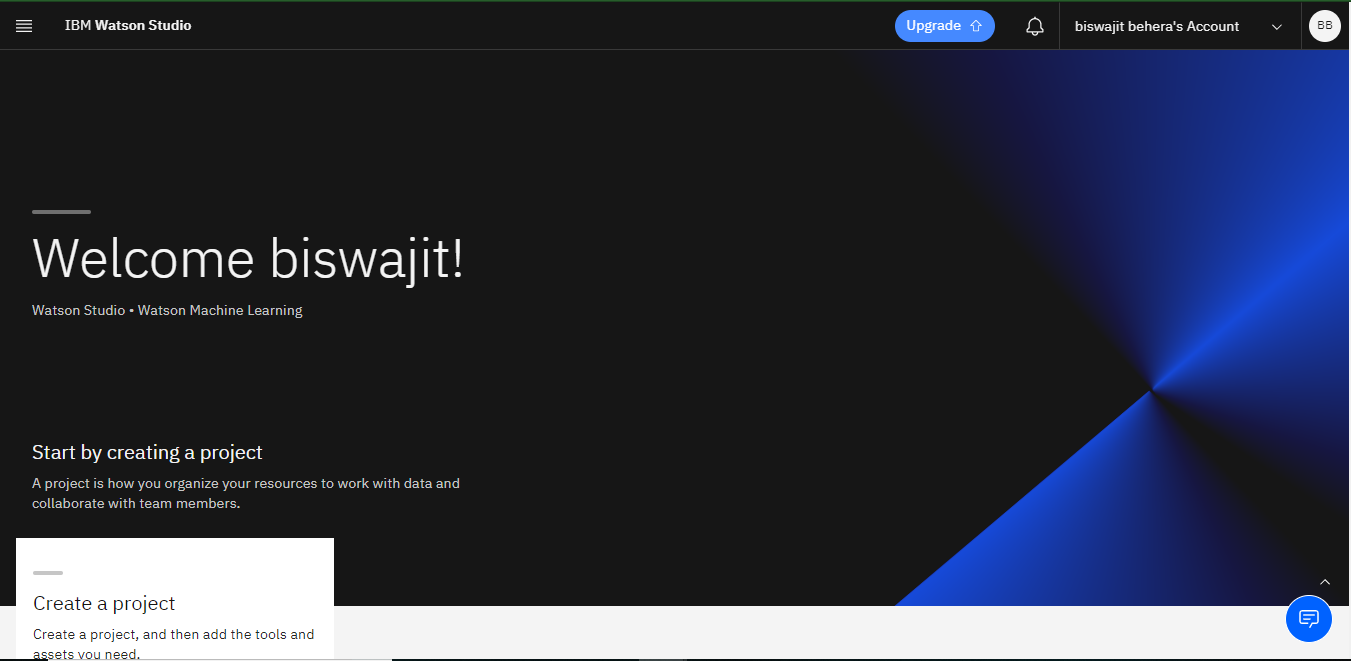 IBM Watson Studio
Upgrade
biswajit behera's Account
BB
Welcome biswajit!
Watson Studio • Watson Machine Learning
Start by creating a project
A project is how you organize your resources to work with data and
collaborate with team members.
Create a project
Create a project, and then add the tools and
assets you need.